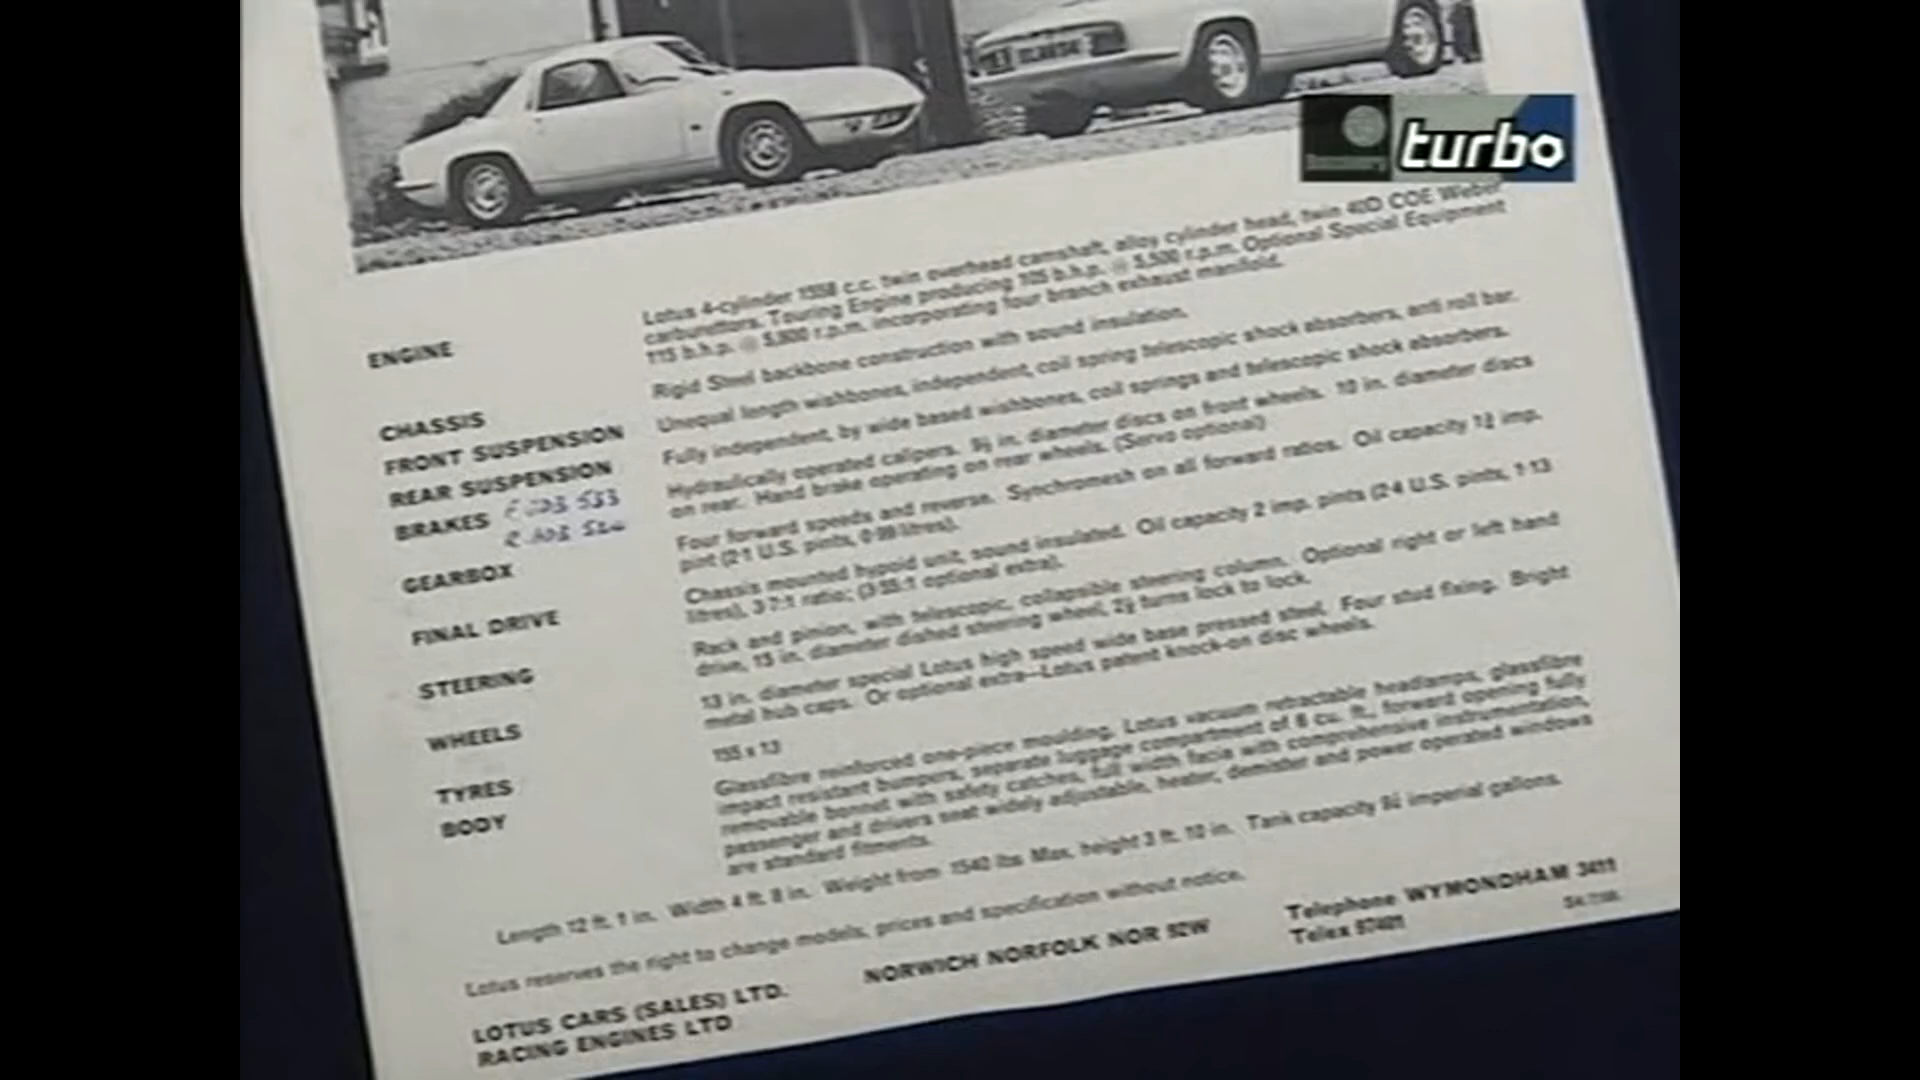 turbo
ENGINE
Lotus 4-cylinder 1558 c.c. twin overhead camshaft, alloy cylinder head, twin 40D COE Weber
carburettors. Touring Engine producing 105 b.h.p. @ 5,500 r.p.m. Optional Special Equipment
115 b.h.p. @ 5,500 r.p.m. incorporating four branch exhaust manifold.
CHASSIS
Rigid Steel backbone construction with sound insulation.
FRONT SUSPENSION
Unequal length wishbones, independent, coil spring telescopic shock absorbers, anti roll bar.
REAR SUSPENSION
Fully independent, by wide based wishbones, coil springs and telescopic shock absorbers.
BRAKES
Hydraulically operated calipers. 9½ in. diameter discs on front wheels. 10 in. diameter discs
on rear. Hand brake operating on rear wheels. (Servo optional)
GEARBOX
Four forward speeds and reverse. Synchromesh on all forward ratios. Oil capacity 1¾ imp.
pint (2·1 U.S. pints, 0·99 litres).
FINAL DRIVE
Chassis mounted hypoid unit, sound insulated. Oil capacity 2 imp. pints (2·4 U.S. pints, 1·13
litres), 3·7:1 ratio; (3·55:1 optional extra).
STEERING
Rack and pinion, with telescopic, collapsible steering column. Optional right or left hand
drive, 15 in. diameter dished steering wheel, 2½ turns lock to lock.
WHEELS
13 in. diameter special Lotus high speed wide base pressed steel. Four stud fixing. Bright
metal hub caps. Or optional extra—Lotus patent knock-on disc wheels.
TYRES
155 x 13
BODY
Glassfibre reinforced one-piece moulding. Lotus vacuum retractable headlamps, glassfibre
impact resistant bumpers, separate luggage compartment of 8 cu. ft., forward opening fully
removable bonnet with safety catches, full width facia with comprehensive instrumentation,
passenger and drivers seat widely adjustable, heater, demister and power operated windows
are standard fitments.
Length 12 ft. 1 in. Width 4 ft. 8 in. Weight from 1540 lbs Max. height 3 ft. 10 in. Tank capacity imperial gallons.
Lotus reserves the right to change models, prices and specification without notice.
LOTUS CARS (SALES) LTD. NORWICH NORFOLK NOR 92W Telephone WYMONDHAM 3411
RACING ENGINES LTD Telex 97401